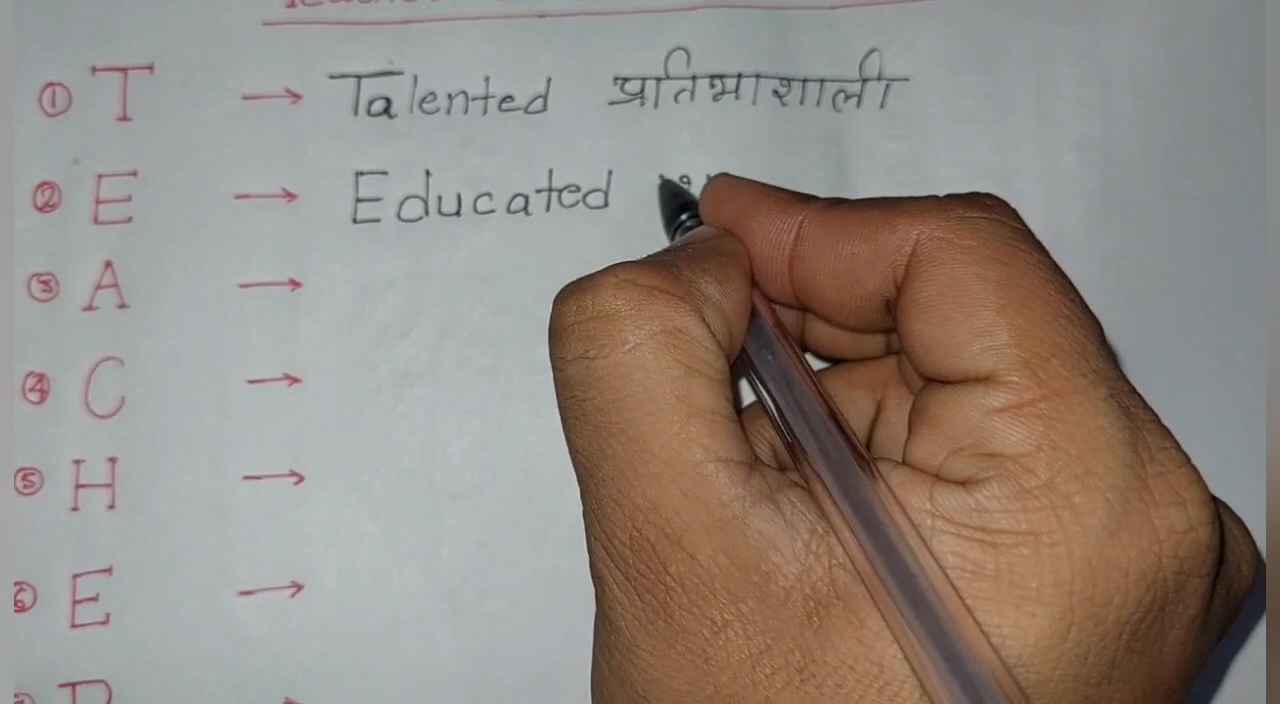 ① T → Talented प्रतिभाशाली
② E → Educated
③ A →
④ C →
⑤ H →
⑥ E →